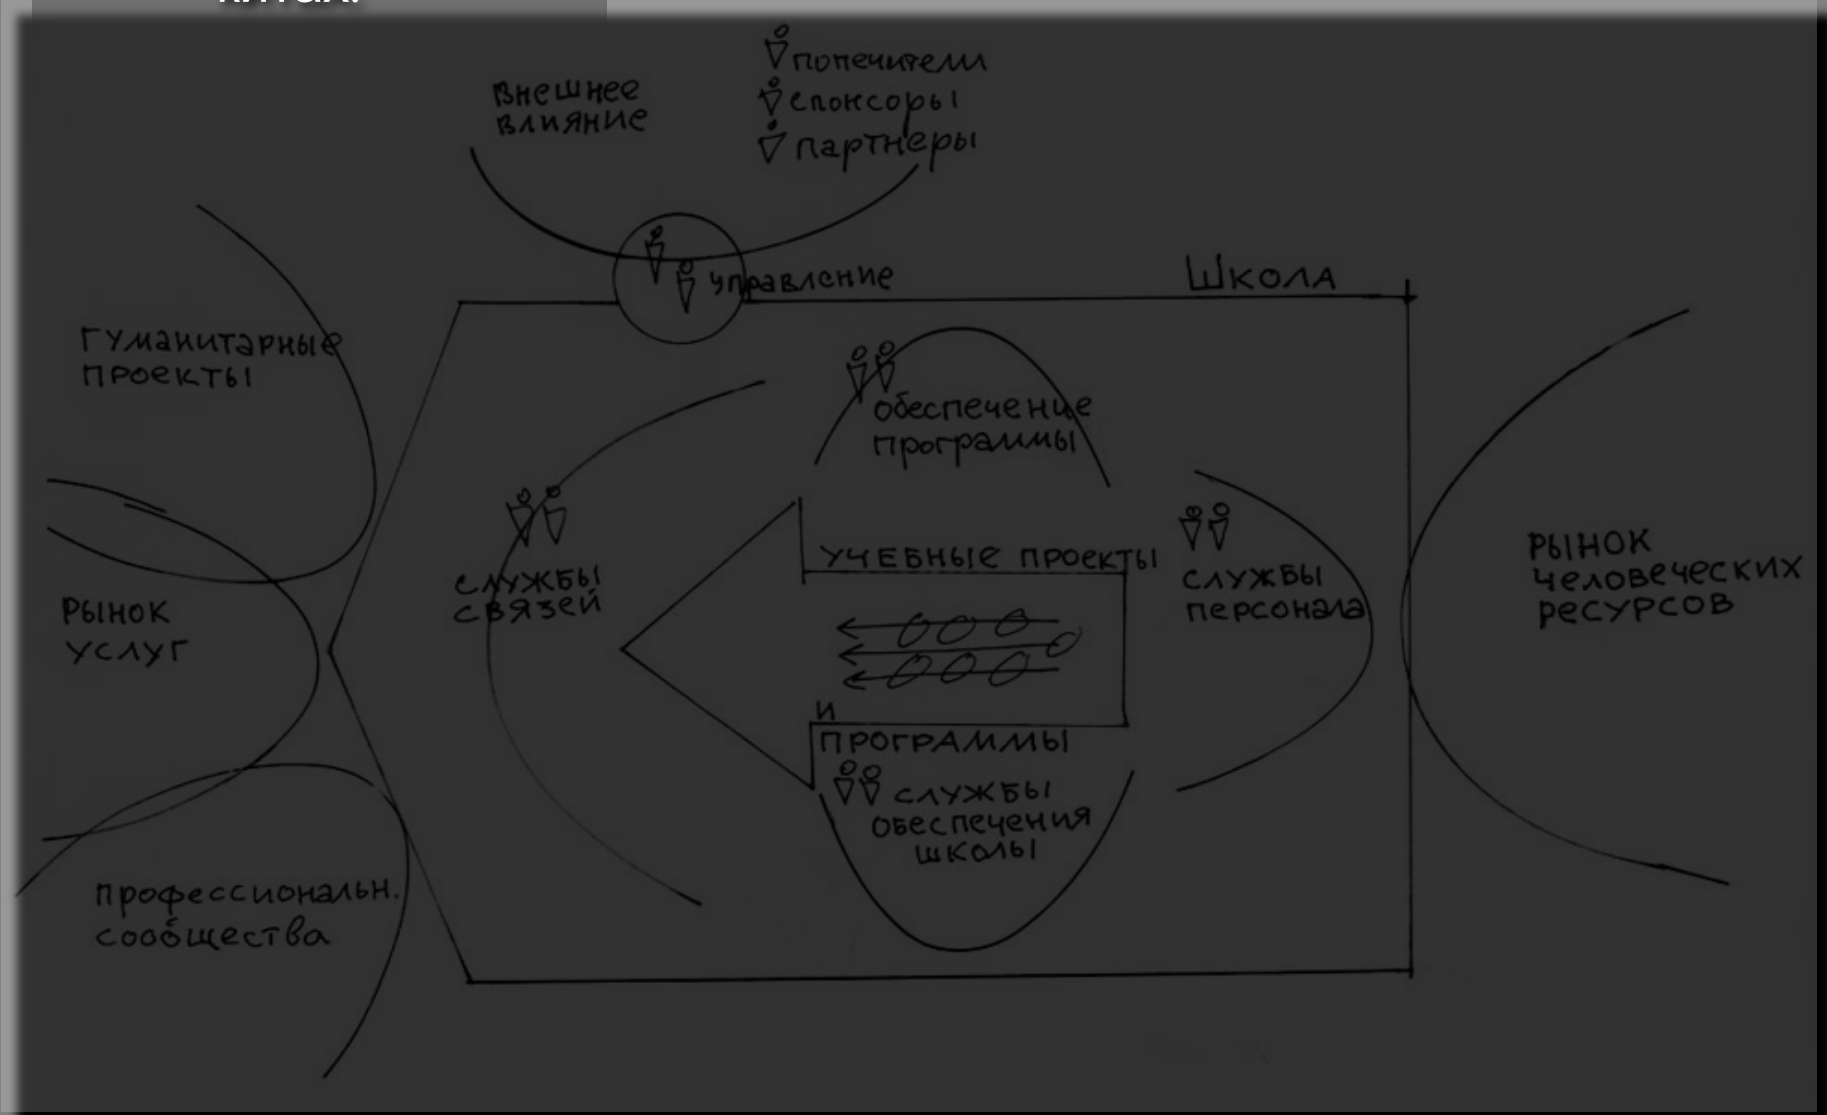 китах.
попечители
спонсоры
партнеры
внешнее
влияние
управление
Школа
гуманитарные
проекты
обеспечение
программы
службы
связей
учебные проекты
службы
персонала
рынок
человеческих
ресурсов
рынок
услуг
и
программы
службы
обеспечения
школы
профессиональн.
сообщества